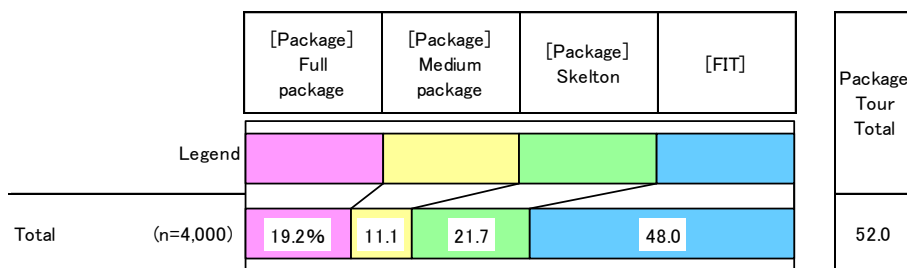 [Package]
Full
package
[Package]
Medium
package
[Package]
Skelton
[FIT]
Package
Tour
Total
Legend
Total (n=4,000) 19.2% 11.1 21.7 48.0 52.0